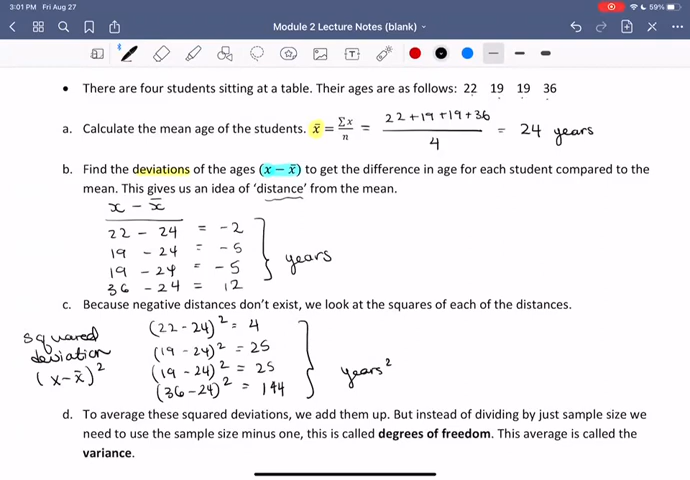 3:01 PM Fri Aug 27
59%
Module 2 Lecture Notes (blank)
• There are four students sitting at a table. Their ages are as follows: 22 19 19 36
a. Calculate the mean age of the students. x̄ = Σx/n = (22+19+19+36)/4 = 24 years
b. Find the deviations of the ages (x − x̄) to get the difference in age for each student compared to the
mean. This gives us an idea of 'distance' from the mean.
x − x̄
22 − 24 = −2
19 − 24 = −5
19 − 24 = −5
36 − 24 = 12
years
c. Because negative distances don't exist, we look at the squares of each of the distances.
squared
deviation
(x−x̄)²
(22−24)² = 4
(19−24)² = 25
(19−24)² = 25
(36−24)² = 144
years²
d. To average these squared deviations, we add them up. But instead of dividing by just sample size we
need to use the sample size minus one, this is called degrees of freedom. This average is called the
variance.